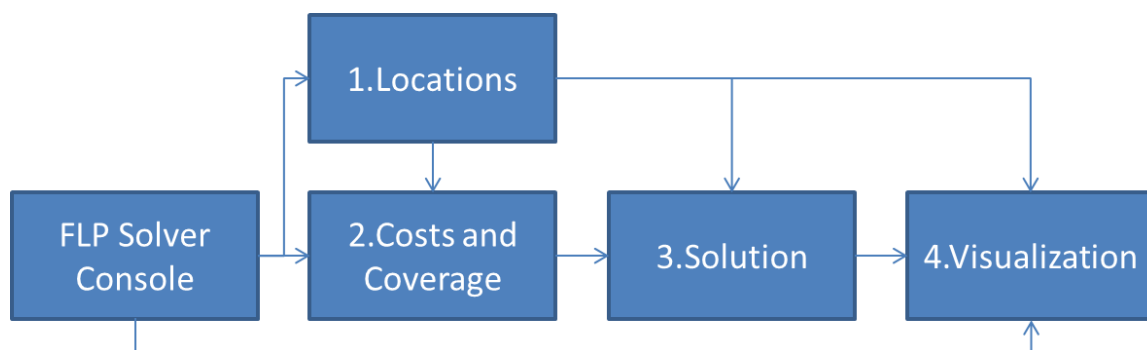 1.Locations
FLP Solver
Console
2.Costs and
Coverage
3.Solution
4.Visualization